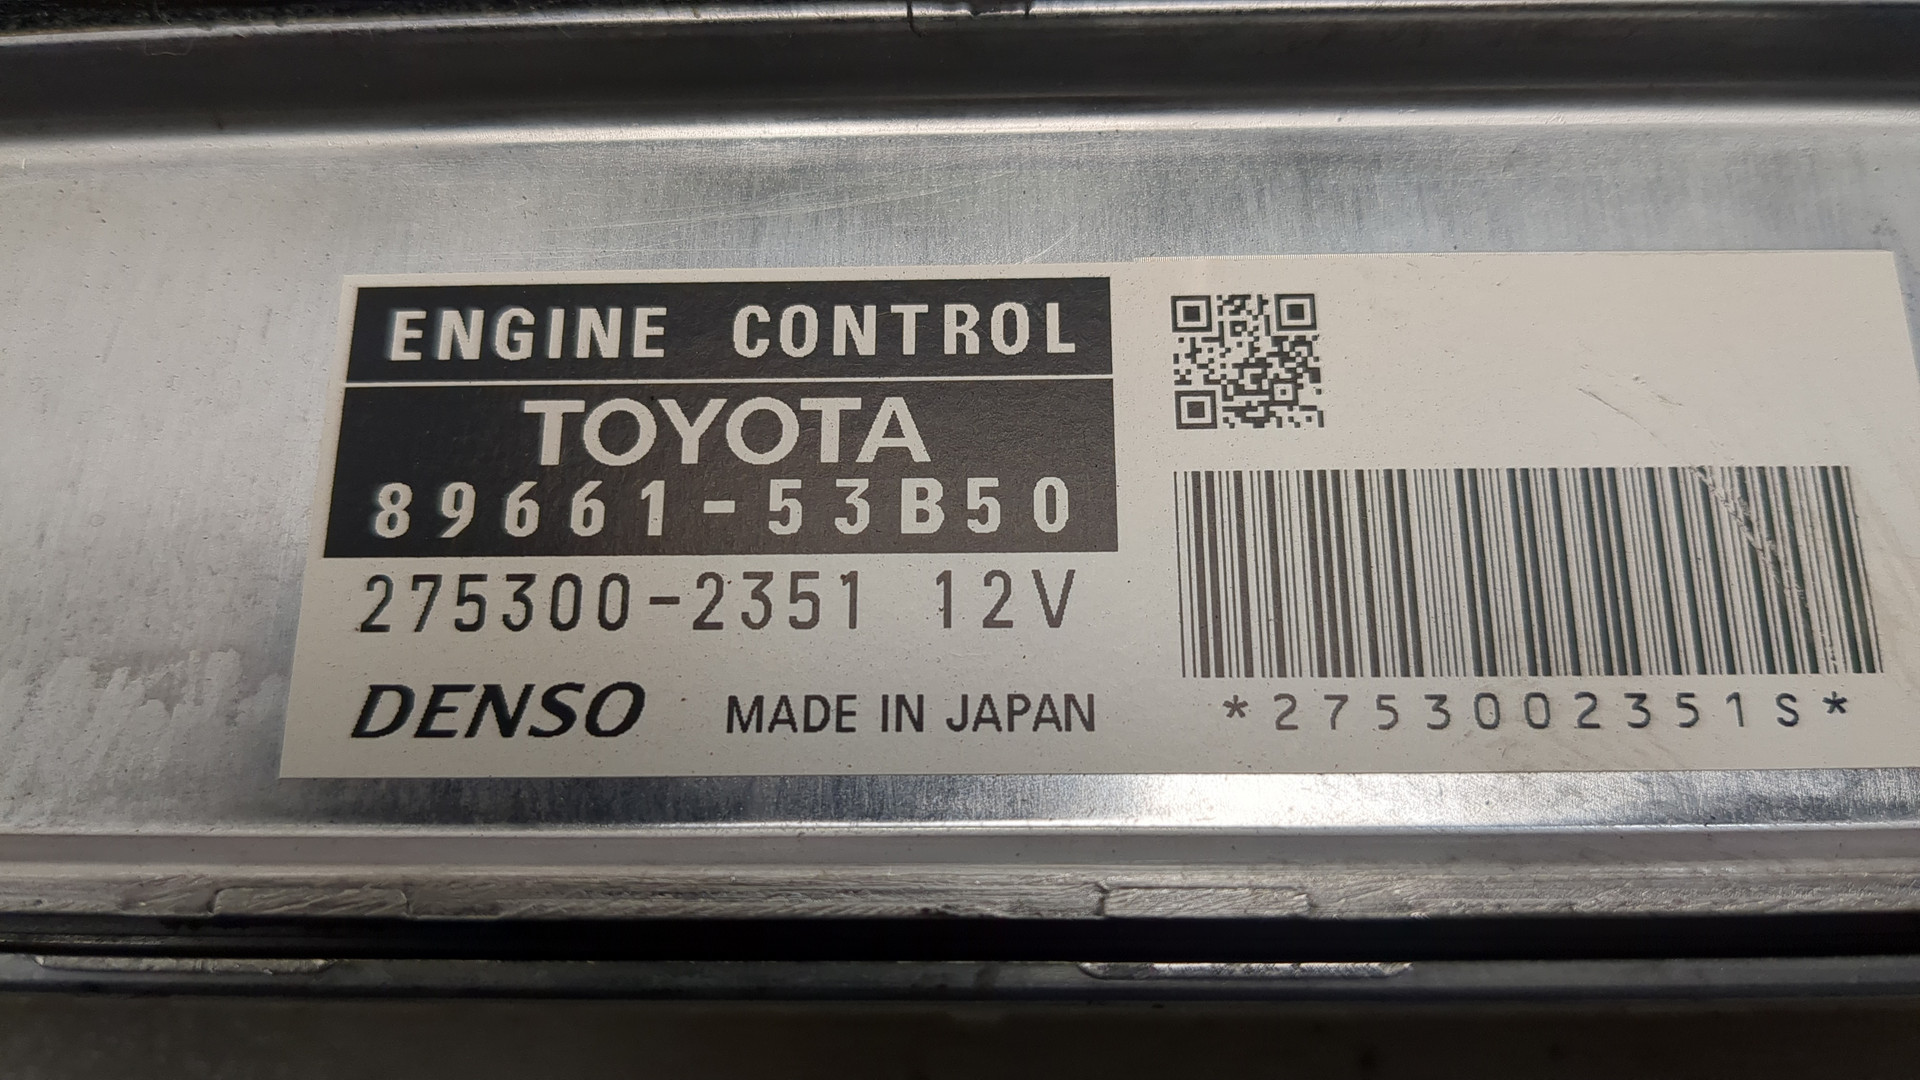 ENGINE CONTROL
TOYOTA
89661-53B50
275300-2351 12V
DENSO MADE IN JAPAN
*2753002351S*